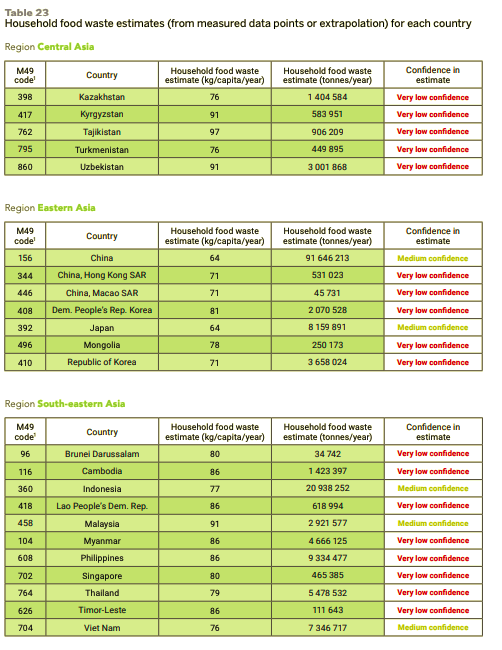 Table 23
Household food waste estimates (from measured data points or extrapolation) for each country
Region Central Asia
M49 code¹ Country Household food waste estimate (kg/capita/year) Household food waste estimate (tonnes/year) Confidence in estimate
398 Kazakhstan 76 1 404 584 Very low confidence
417 Kyrgyzstan 91 583 951 Very low confidence
762 Tajikistan 97 906 209 Very low confidence
795 Turkmenistan 76 449 895 Very low confidence
860 Uzbekistan 91 3 001 868 Very low confidence
Region Eastern Asia
M49 code¹ Country Household food waste estimate (kg/capita/year) Household food waste estimate (tonnes/year) Confidence in estimate
156 China 64 91 646 213 Medium confidence
344 China, Hong Kong SAR 71 531 023 Very low confidence
446 China, Macao SAR 71 45 731 Very low confidence
408 Dem. People's Rep. Korea 81 2 070 528 Very low confidence
392 Japan 64 8 159 891 Medium confidence
496 Mongolia 78 250 173 Very low confidence
410 Republic of Korea 71 3 658 024 Very low confidence
Region South-eastern Asia
M49 code¹ Country Household food waste estimate (kg/capita/year) Household food waste estimate (tonnes/year) Confidence in estimate
96 Brunei Darussalam 80 34 742 Very low confidence
116 Cambodia 86 1 423 397 Very low confidence
360 Indonesia 77 20 938 252 Medium confidence
418 Lao People's Dem. Rep. 86 618 994 Very low confidence
458 Malaysia 91 2 921 577 Medium confidence
104 Myanmar 86 4 666 125 Very low confidence
608 Philippines 86 9 334 477 Very low confidence
702 Singapore 80 465 385 Very low confidence
764 Thailand 79 5 478 532 Very low confidence
626 Timor-Leste 86 111 643 Very low confidence
704 Viet Nam 76 7 346 717 Medium confidence